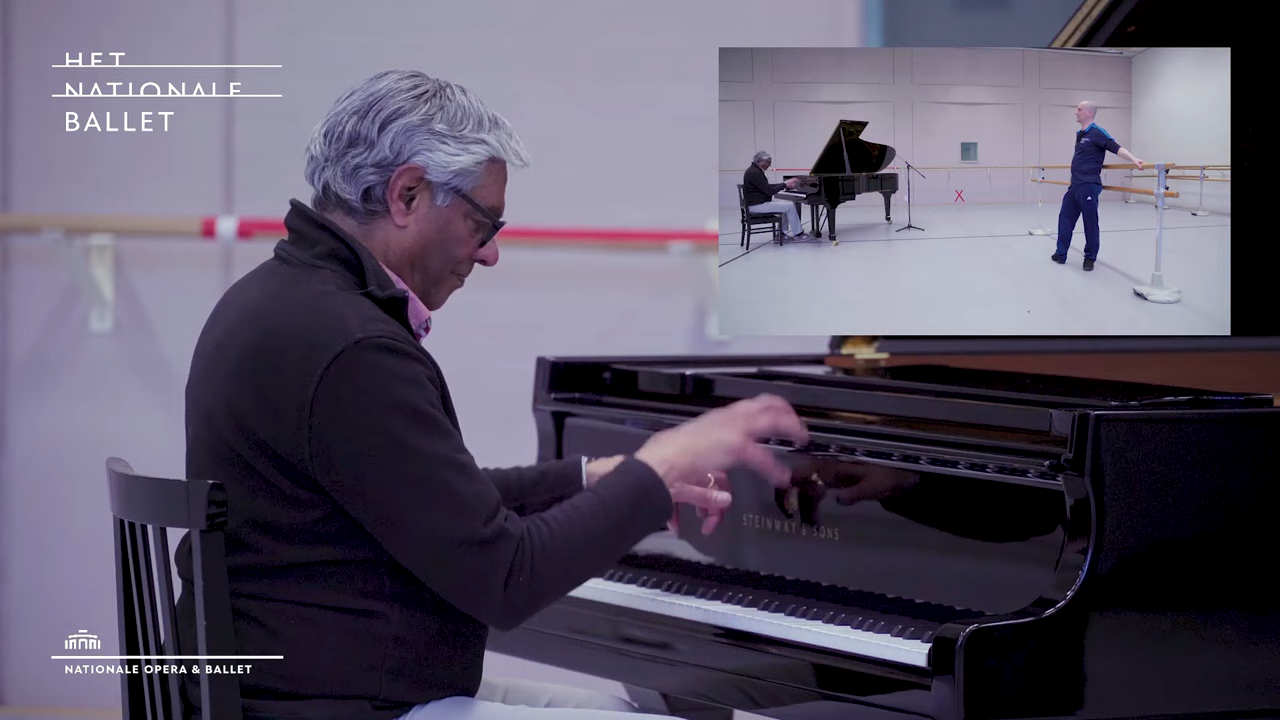 HET
NATIONALE
BALLET
STEINWAY & SONS
NATIONALE OPERA & BALLET
X